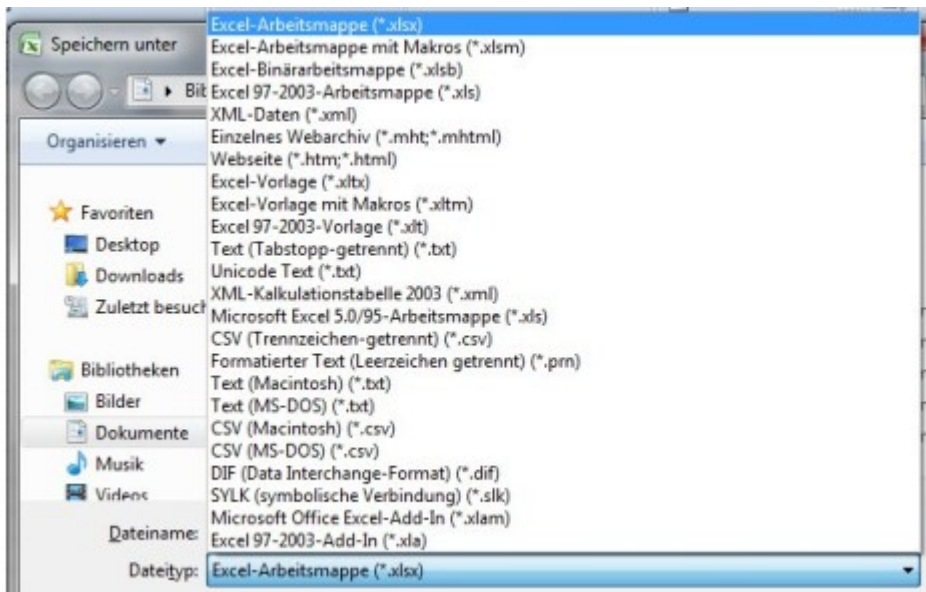 Speichern unter
Bib
Organisieren
Favoriten
Desktop
Downloads
Zuletzt besuch
Bibliotheken
Bilder
Dokumente
Musik
Videos
Excel-Arbeitsmappe (*.xlsx)
Excel-Arbeitsmappe mit Makros (*.xlsm)
Excel-Binärarbeitsmappe (*.xlsb)
Excel 97-2003-Arbeitsmappe (*.xls)
XML-Daten (*.xml)
Einzelnes Webarchiv (*.mht;*.mhtml)
Webseite (*.htm;*.html)
Excel-Vorlage (*.xltx)
Excel-Vorlage mit Makros (*.xltm)
Excel 97-2003-Vorlage (*.xlt)
Text (Tabstopp-getrennt) (*.txt)
Unicode Text (*.txt)
XML-Kalkulationstabelle 2003 (*.xml)
Microsoft Excel 5.0/95-Arbeitsmappe (*.xls)
CSV (Trennzeichen-getrennt) (*.csv)
Formatierter Text (Leerzeichen getrennt) (*.prn)
Text (Macintosh) (*.txt)
Text (MS-DOS) (*.txt)
CSV (Macintosh) (*.csv)
CSV (MS-DOS) (*.csv)
DIF (Data Interchange-Format) (*.dif)
SYLK (symbolische Verbindung) (*.slk)
Microsoft Office Excel-Add-In (*.xlam)
Excel 97-2003-Add-In (*.xla)
Dateiname:
Dateityp: Excel-Arbeitsmappe (*.xlsx)